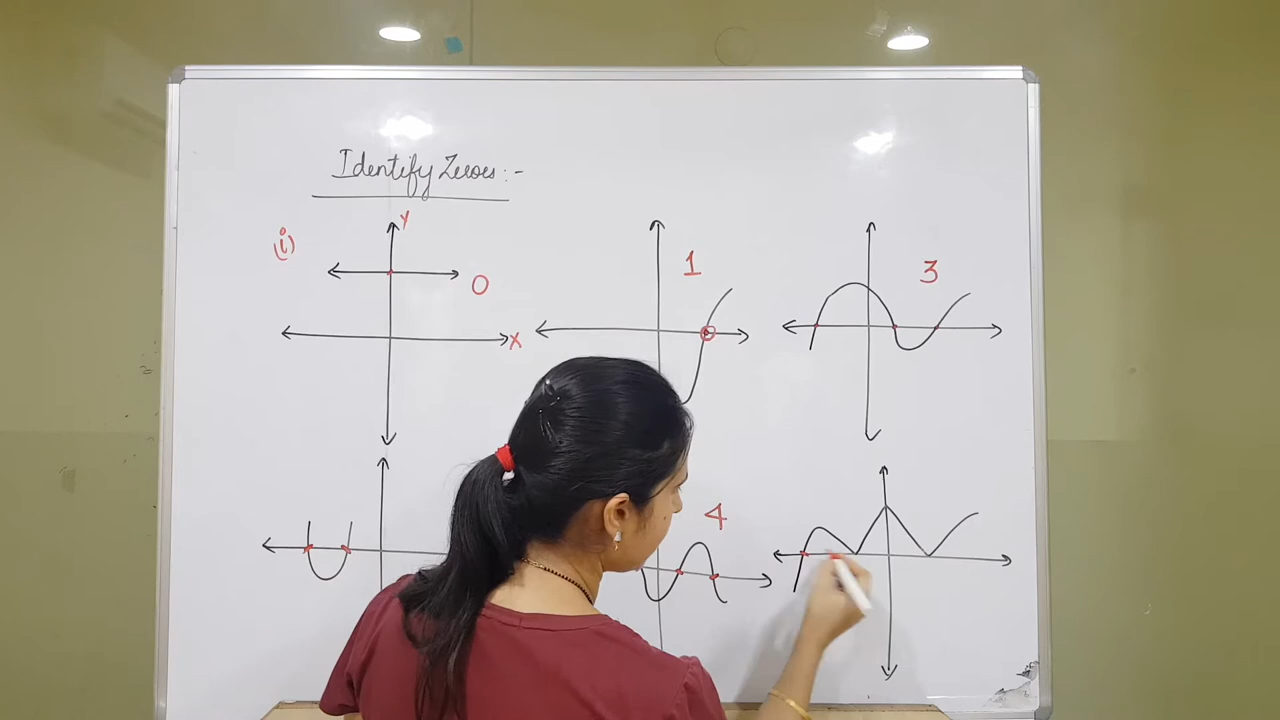 Identify Zeroes :-
(i)
Y
0
X
1
3
4